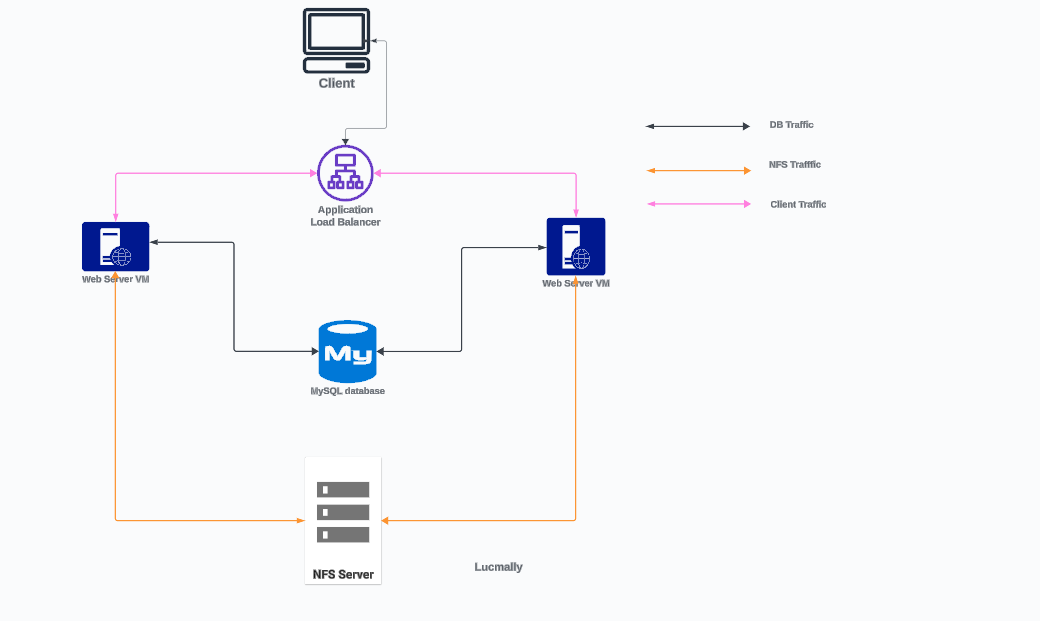 Client
DB Traffic
NFS Trafffic
Client Traffic
Application
Load Balancer
Web Server VM
Web Server VM
My
MySQL database
NFS Server
Lucmally